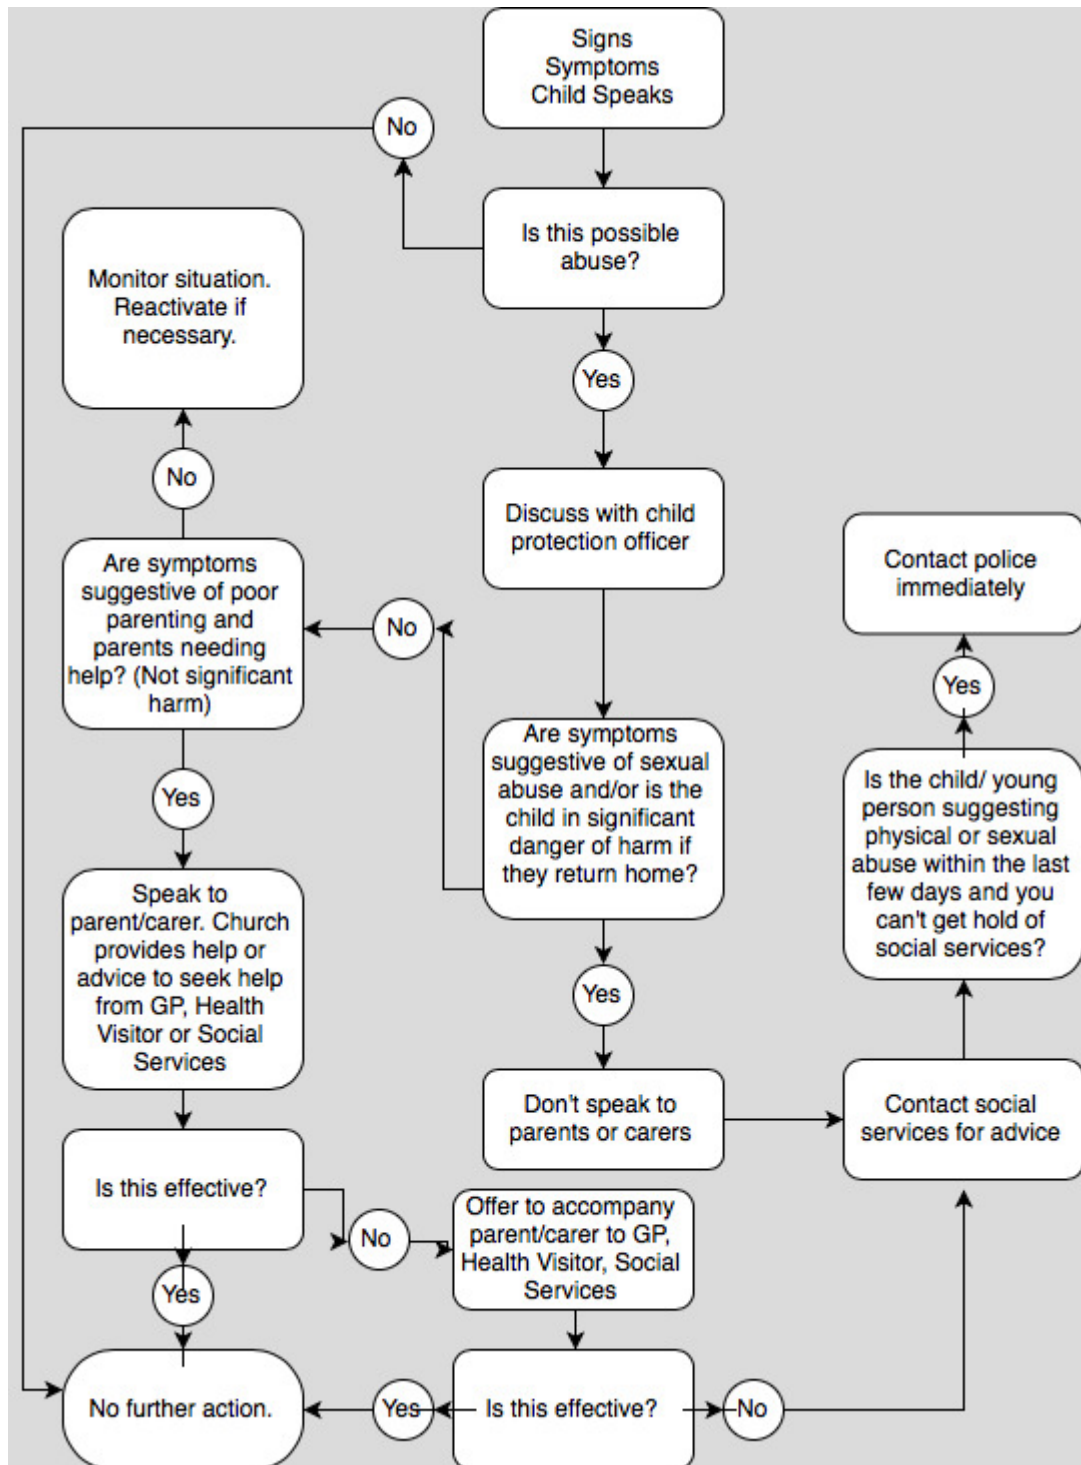 Signs
Symptoms
Child Speaks
No
Is this possible
abuse?
Monitor situation.
Reactivate if
necessary.
Yes
No
Discuss with child
protection officer
Contact police
immediately
Are symptoms
suggestive of poor
parenting and
parents needing
help? (Not significant
harm)
No
Yes
Are symptoms
suggestive of sexual
abuse and/or is the
child in significant
danger of harm if
they return home?
Is the child/ young
person suggesting
physical or sexual
abuse within the last
few days and you
can't get hold of
social services?
Yes
Speak to
parent/carer. Church
provides help or
advice to seek help
from GP, Health
Visitor or Social
Services
Yes
Don't speak to
parents or carers
Contact social
services for advice
Is this effective?
No
Offer to accompany
parent/carer to GP,
Health Visitor, Social
Services
Yes
No further action.
Yes
Is this effective?
No